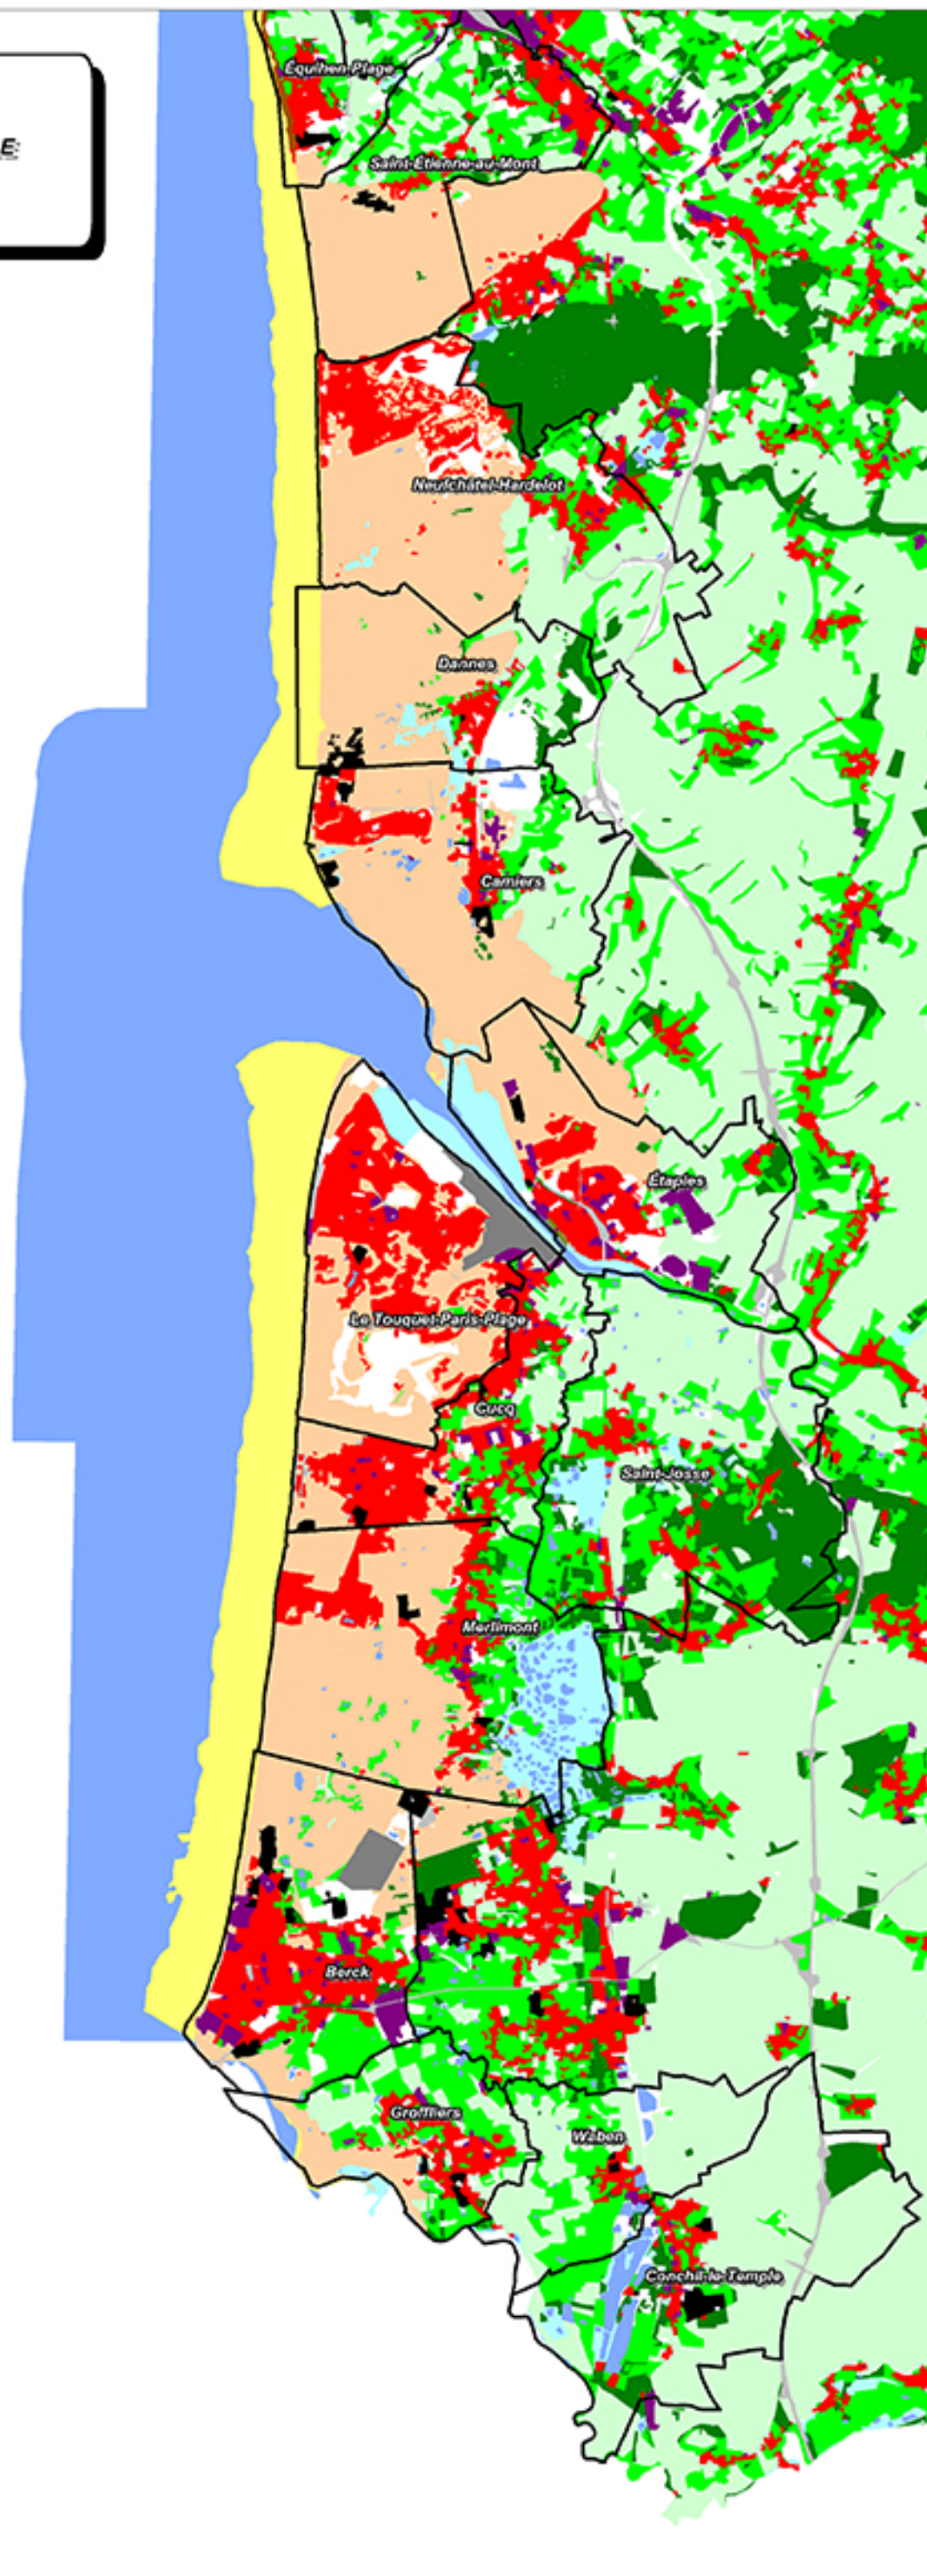 E
Équihen-Plage
Saint-Étienne-au-Mont
Neufchâtel-Hardelot
Dannes
Camiers
Étaples
Le Touquet-Paris-Plage
Cucq
Saint-Josse
Merlimont
Berck
Groffliers
Waben
Conchil-le-Temple